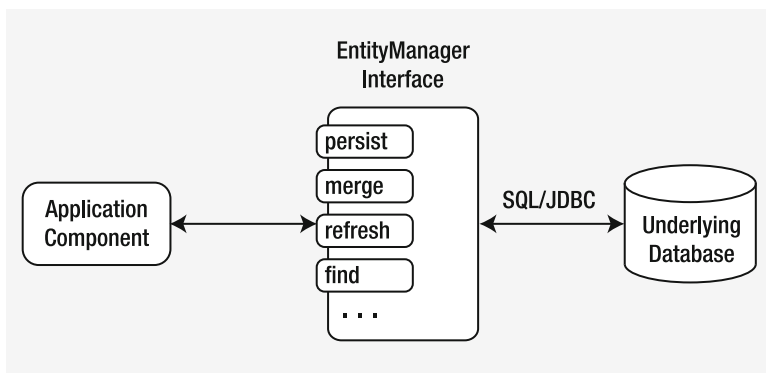 EntityManager
Interface
persist
merge
refresh
find
. . .
Application
Component
SQL/JDBC
Underlying
Database